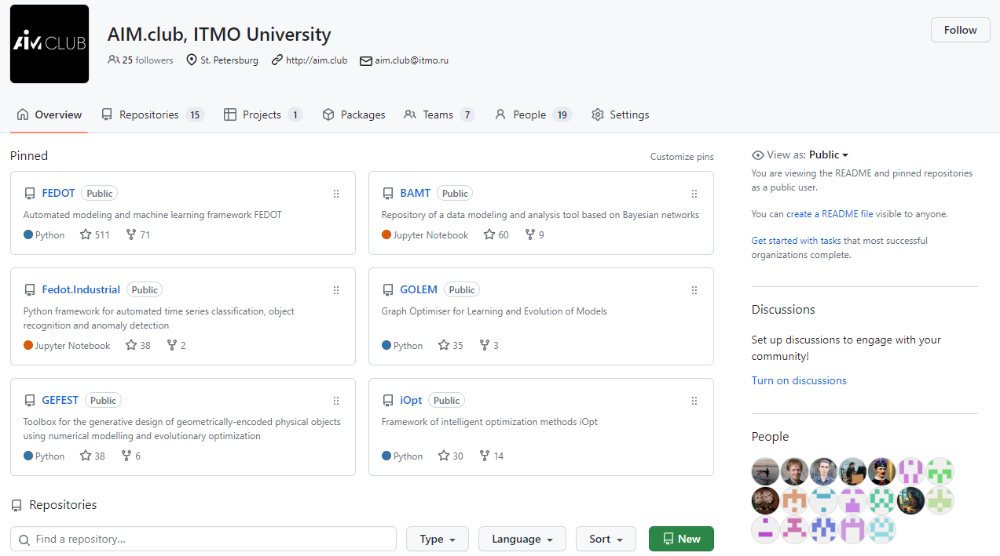 AIM CLUB
AIM.club, ITMO University
25 followers St. Petersburg http://aim.club aim.club@itmo.ru
Follow
Overview Repositories 15 Projects 1 Packages Teams 7 People 19 Settings
Pinned
Customize pins
FEDOT Public
Automated modeling and machine learning framework FEDOT
Python 511 71
BAMT Public
Repository of a data modeling and analysis tool based on Bayesian networks
Jupyter Notebook 60 9
Fedot.Industrial Public
Python framework for automated time series classification, object
recognition and anomaly detection
Jupyter Notebook 38 2
GOLEM Public
Graph Optimiser for Learning and Evolution of Models
Python 35 3
GEFEST Public
Toolbox for the generative design of geometrically-encoded physical objects
using numerical modelling and evolutionary optimization
Python 38 6
iOpt Public
Framework of intelligent optimization methods iOpt
Python 30 14
Repositories
Find a repository...
Type
Language
Sort
New
View as: Public
You are viewing the README and pinned repositories
as a public user.
You can create a README file visible to anyone.
Get started with tasks that most successful
organizations complete.
Discussions
Set up discussions to engage with your
community!
Turn on discussions
People